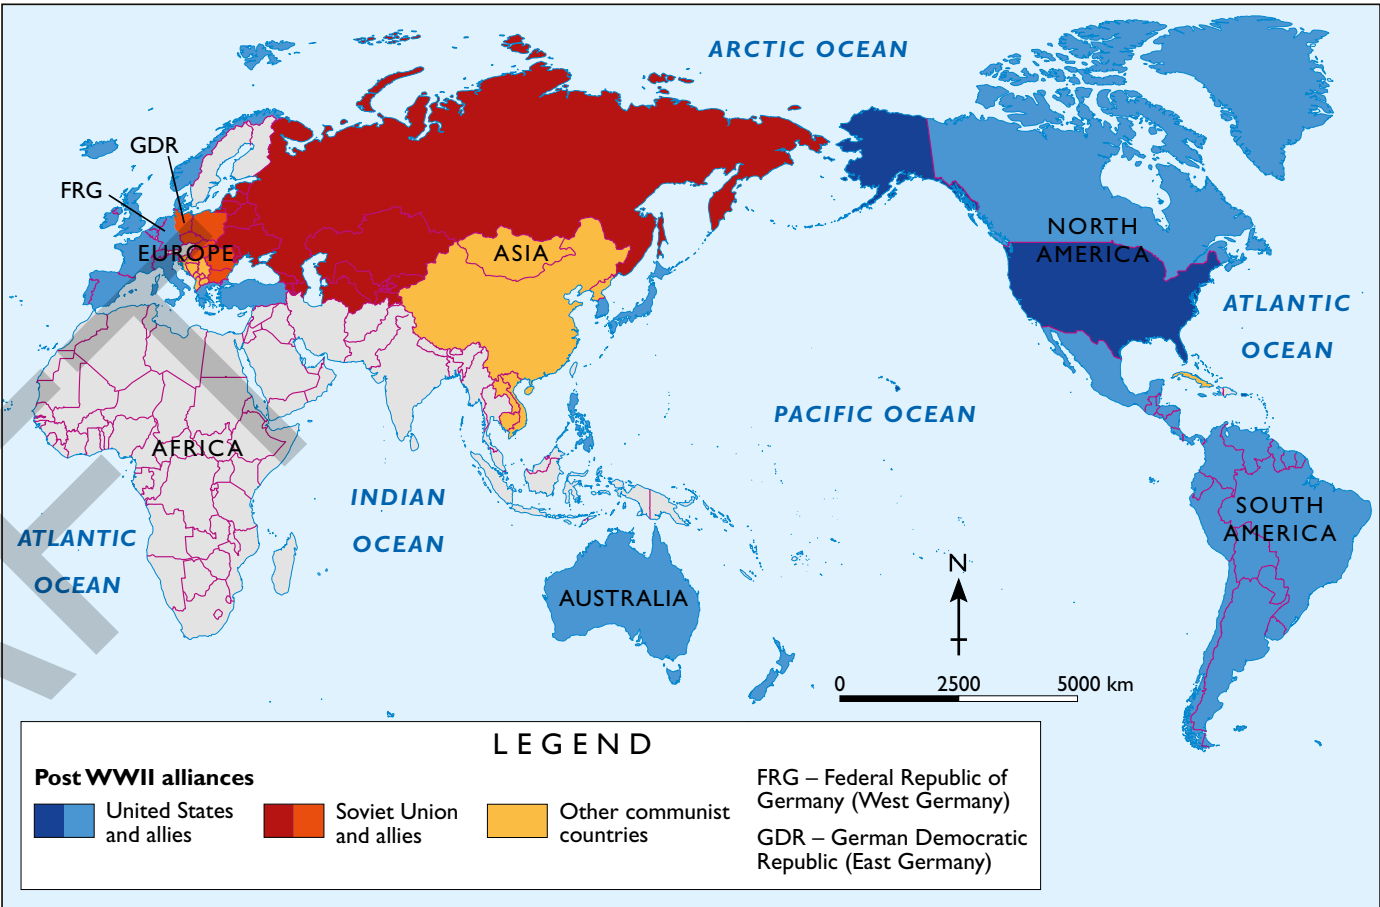 ARCTIC OCEAN
GDR
FRG
EUROPE
ASIA
NORTH
AMERICA
ATLANTIC
OCEAN
PACIFIC OCEAN
AFRICA
INDIAN
OCEAN
SOUTH
AMERICA
ATLANTIC
OCEAN
AUSTRALIA
N
0 2500 5000 km
LEGEND
Post WWII alliances
United States
and allies
Soviet Union
and allies
Other communist
countries
FRG – Federal Republic of
Germany (West Germany)
GDR – German Democratic
Republic (East Germany)